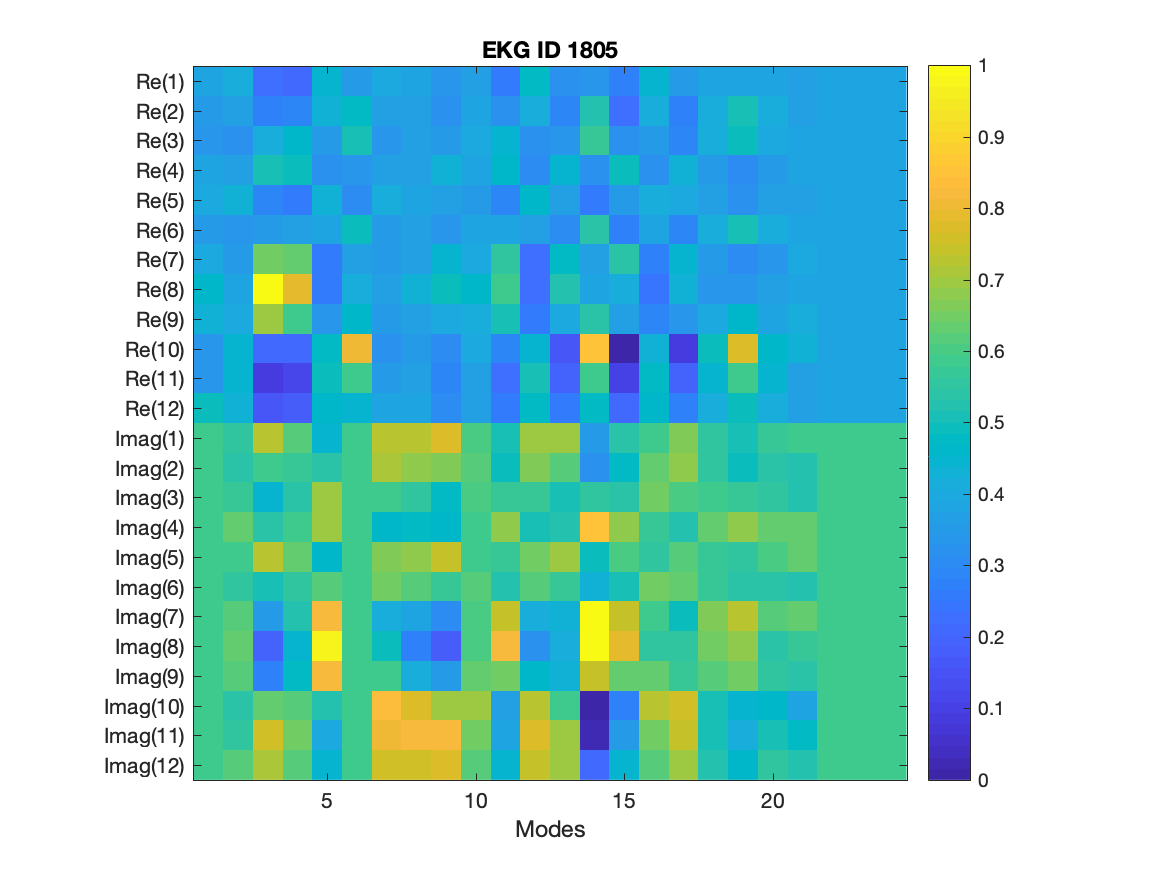 EKG ID 1805
Re(1)
Re(2)
Re(3)
Re(4)
Re(5)
Re(6)
Re(7)
Re(8)
Re(9)
Re(10)
Re(11)
Re(12)
Imag(1)
Imag(2)
Imag(3)
Imag(4)
Imag(5)
Imag(6)
Imag(7)
Imag(8)
Imag(9)
Imag(10)
Imag(11)
Imag(12)
5 10 15 20
Modes
1
0.9
0.8
0.7
0.6
0.5
0.4
0.3
0.2
0.1
0